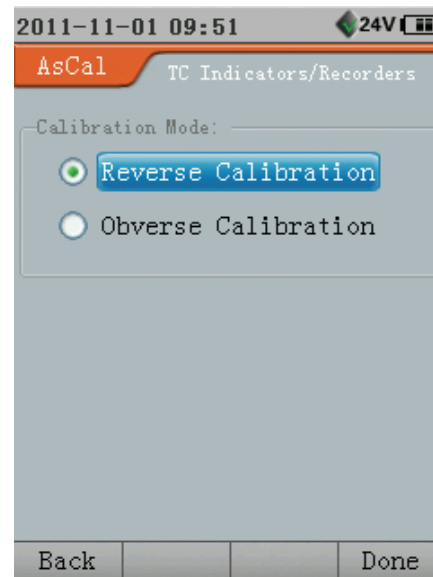 2011-11-01 09:51 24V
AsCal TC Indicators/Recorders
Calibration Mode:
Reverse Calibration
Obverse Calibration
Back Done